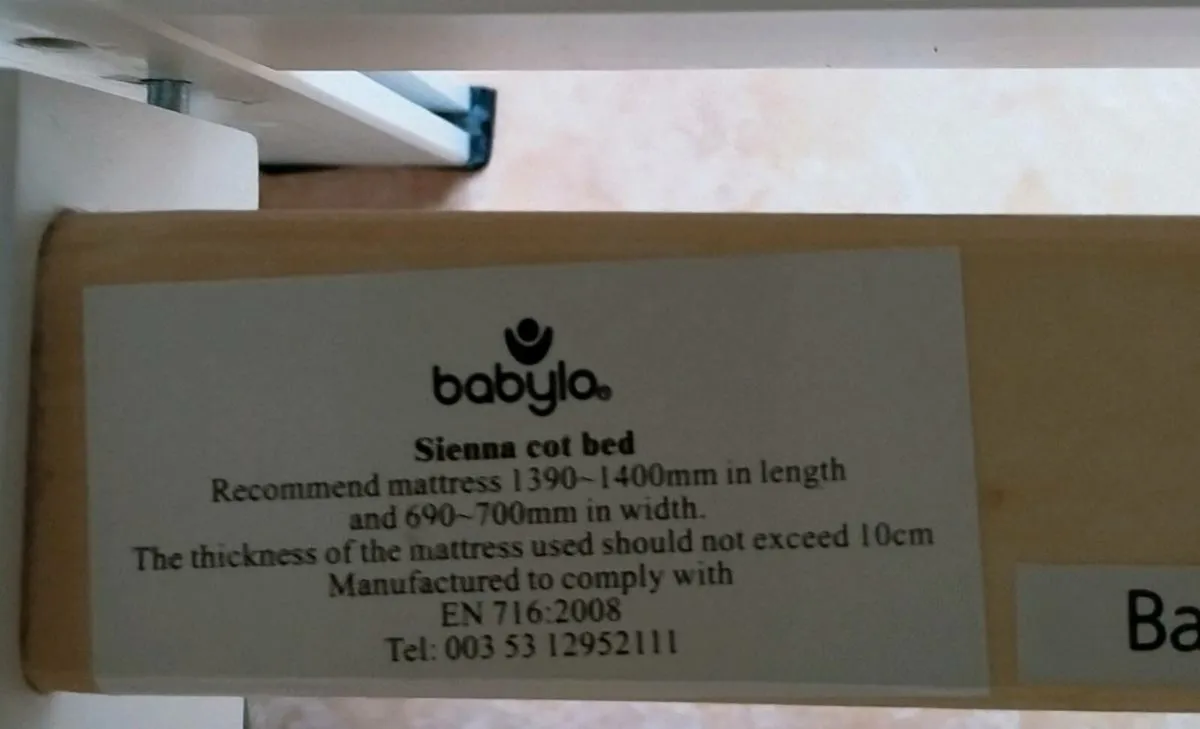 babylo®
Sienna cot bed
Recommend mattress 1390~1400mm in length
and 690~700mm in width.
The thickness of the mattress used should not exceed 10cm
Manufactured to comply with
EN 716:2008
Tel: 003 53 12952111
Ba